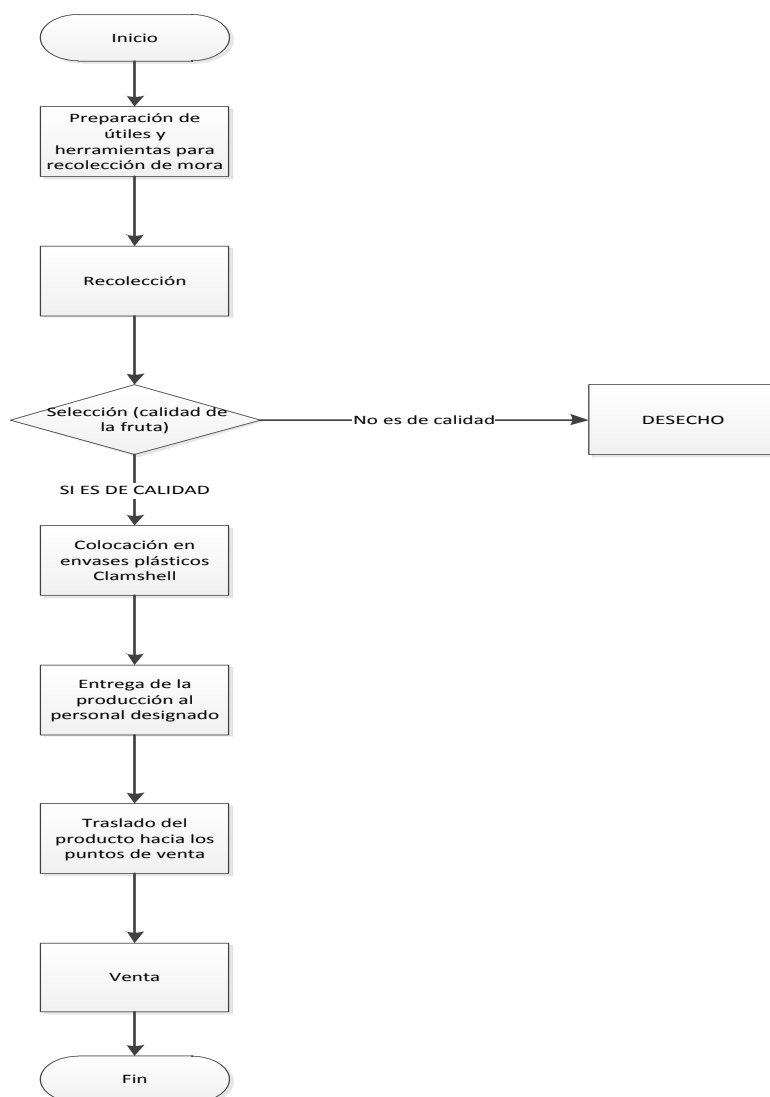 Inicio
Preparación de
útiles y
herramientas para
recolección de mora
Recolección
Selección (calidad de
la fruta)
No es de calidad
DESECHO
SI ES DE CALIDAD
Colocación en
envases plásticos
Clamshell
Entrega de la
producción al
personal designado
Traslado del
producto hacia los
puntos de venta
Venta
Fin